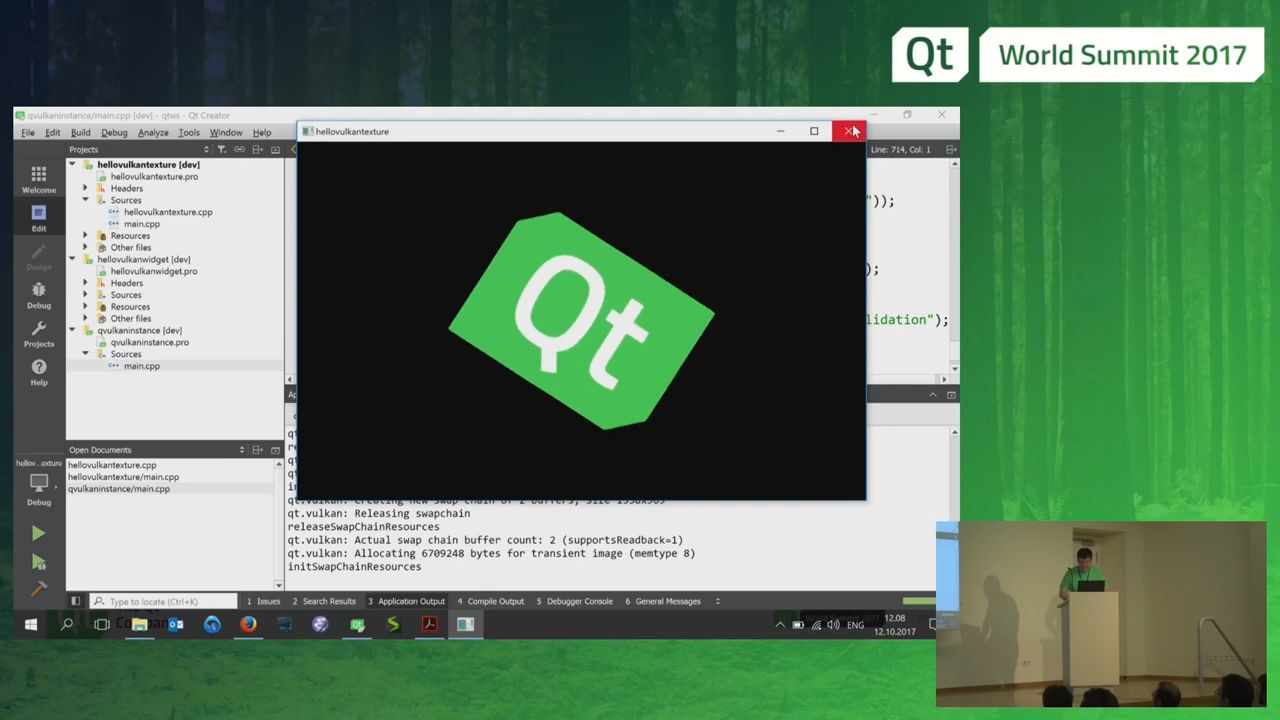 Qt World Summit 2017
qvulkaninstance/main.cpp [dev] - qtws - Qt Creator
File Edit Build Debug Analyze Tools Window Help
hellovulkantexture
Projects
Line: 714, Col: 1
Welcome
Edit
Design
Debug
Projects
Help
hellovulkantexture [dev]
hellovulkantexture.pro
Headers
Sources
hellovulkantexture.cpp
main.cpp
Resources
Other files
hellovulkanwidget [dev]
hellovulkanwidget.pro
Headers
Sources
Resources
Other files
qvulkaninstance [dev]
qvulkaninstance.pro
Sources
main.cpp
"));
);
lidation");
Qt
Open Documents
hellovulkantexture.cpp
hellovulkantexture/main.cpp
qvulkaninstance/main.cpp
hellov...exture
Debug
qt.vulkan: Releasing swapchain
releaseSwapChainResources
qt.vulkan: Actual swap chain buffer count: 2 (supportsReadback=1)
qt.vulkan: Allocating 6709248 bytes for transient image (memtype 8)
initSwapChainResources
Type to locate (Ctrl+K)
1 Issues 2 Search Results 3 Application Output 4 Compile Output 5 Debugger Console 6 General Messages
ENG
12.08
12.10.2017